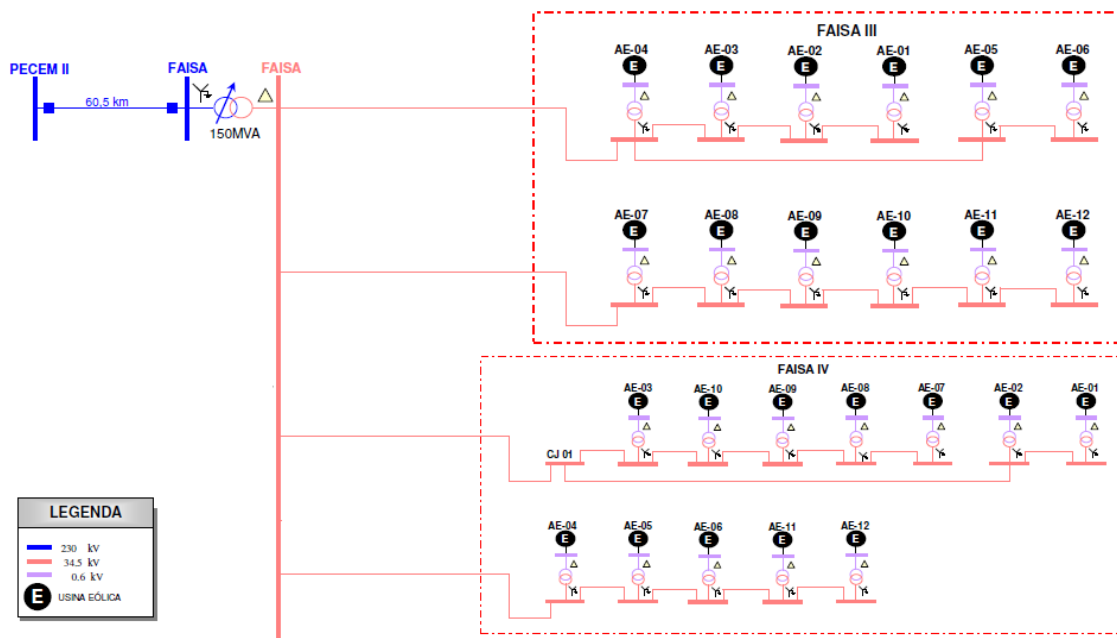 FAISA III
AE-04 AE-03 AE-02 AE-01 AE-05 AE-06
E E E E E E
PECEM II FAISA FAISA
60,5 km
150MVA
AE-07 AE-08 AE-09 AE-10 AE-11 AE-12
E E E E E E
FAISA IV
AE-03 AE-10 AE-09 AE-08 AE-07 AE-02 AE-01
E E E E E E E
CJ 01
AE-04 AE-05 AE-06 AE-11 AE-12
E E E E E
LEGENDA
230 kV
34.5 kV
0.6 kV
E USINA EÓLICA